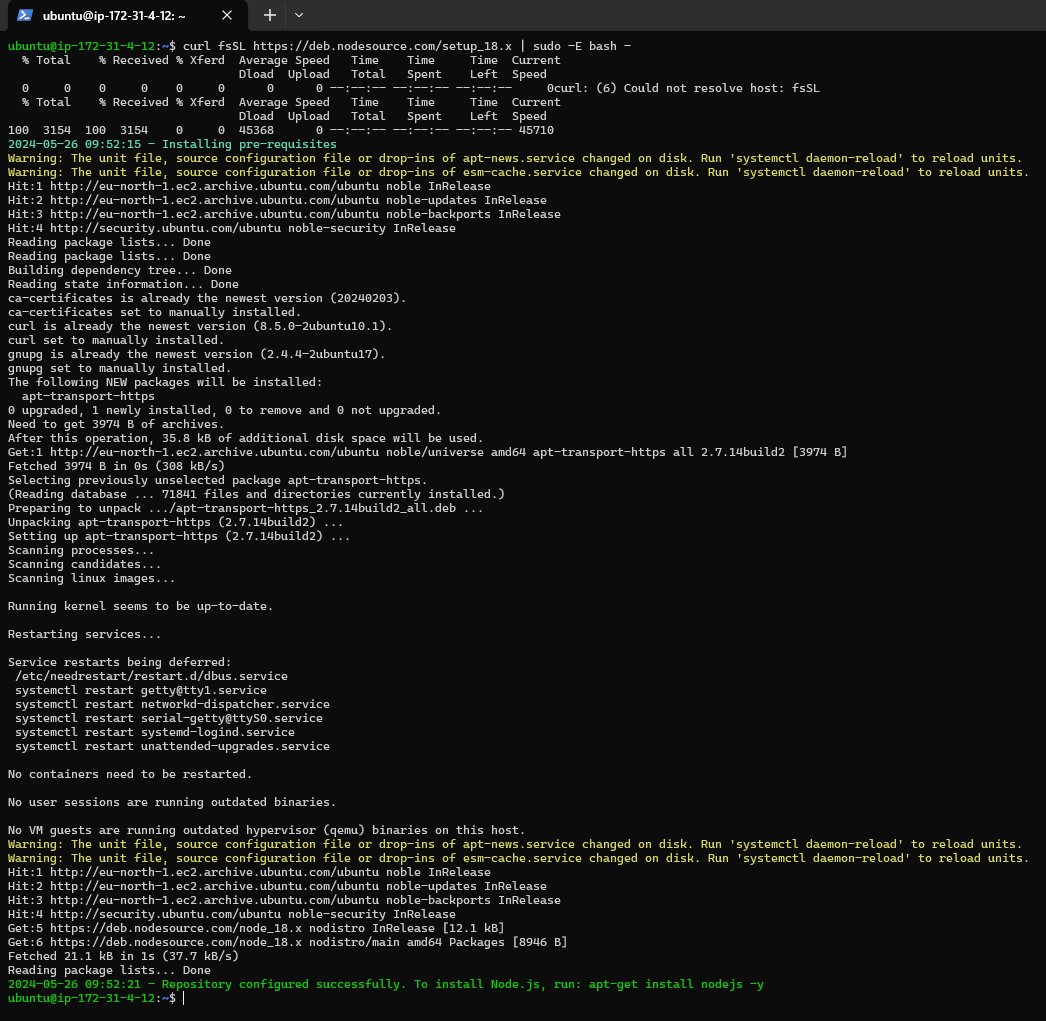 ubuntu@ip-172-31-4-12: ~
ubuntu@ip-172-31-4-12:~$ curl fsSL https://deb.nodesource.com/setup_18.x | sudo -E bash -
  % Total    % Received % Xferd  Average Speed   Time    Time     Time  Current
                                 Dload  Upload   Total   Spent    Left  Speed
  0     0    0     0    0     0      0      0 --:--:-- --:--:-- --:--:--     0curl: (6) Could not resolve host: fsSL
  % Total    % Received % Xferd  Average Speed   Time    Time     Time  Current
                                 Dload  Upload   Total   Spent    Left  Speed
100  3154  100  3154    0     0  45368      0 --:--:-- --:--:-- --:--:-- 45710
2024-05-26 09:52:15 - Installing pre-requisites
Warning: The unit file, source configuration file or drop-ins of apt-news.service changed on disk. Run 'systemctl daemon-reload' to reload units.
Warning: The unit file, source configuration file or drop-ins of esm-cache.service changed on disk. Run 'systemctl daemon-reload' to reload units.
Hit:1 http://eu-north-1.ec2.archive.ubuntu.com/ubuntu noble InRelease
Hit:2 http://eu-north-1.ec2.archive.ubuntu.com/ubuntu noble-updates InRelease
Hit:3 http://eu-north-1.ec2.archive.ubuntu.com/ubuntu noble-backports InRelease
Hit:4 http://security.ubuntu.com/ubuntu noble-security InRelease
Reading package lists... Done
Reading package lists... Done
Building dependency tree... Done
Reading state information... Done
ca-certificates is already the newest version (20240203).
ca-certificates set to manually installed.
curl is already the newest version (8.5.0-2ubuntu10.1).
curl set to manually installed.
gnupg is already the newest version (2.4.4-2ubuntu17).
gnupg set to manually installed.
The following NEW packages will be installed:
  apt-transport-https
0 upgraded, 1 newly installed, 0 to remove and 0 not upgraded.
Need to get 3974 B of archives.
After this operation, 35.8 kB of additional disk space will be used.
Get:1 http://eu-north-1.ec2.archive.ubuntu.com/ubuntu noble/universe amd64 apt-transport-https all 2.7.14build2 [3974 B]
Fetched 3974 B in 0s (308 kB/s)
Selecting previously unselected package apt-transport-https.
(Reading database ... 71841 files and directories currently installed.)
Preparing to unpack .../apt-transport-https_2.7.14build2_all.deb ...
Unpacking apt-transport-https (2.7.14build2) ...
Setting up apt-transport-https (2.7.14build2) ...
Scanning processes...
Scanning candidates...
Scanning linux images...
Running kernel seems to be up-to-date.
Restarting services...
Service restarts being deferred:
 /etc/needrestart/restart.d/dbus.service
 systemctl restart getty@tty1.service
 systemctl restart networkd-dispatcher.service
 systemctl restart serial-getty@ttyS0.service
 systemctl restart systemd-logind.service
 systemctl restart unattended-upgrades.service
No containers need to be restarted.
No user sessions are running outdated binaries.
No VM guests are running outdated hypervisor (qemu) binaries on this host.
Warning: The unit file, source configuration file or drop-ins of apt-news.service changed on disk. Run 'systemctl daemon-reload' to reload units.
Warning: The unit file, source configuration file or drop-ins of esm-cache.service changed on disk. Run 'systemctl daemon-reload' to reload units.
Hit:1 http://eu-north-1.ec2.archive.ubuntu.com/ubuntu noble InRelease
Hit:2 http://eu-north-1.ec2.archive.ubuntu.com/ubuntu noble-updates InRelease
Hit:3 http://eu-north-1.ec2.archive.ubuntu.com/ubuntu noble-backports InRelease
Hit:4 http://security.ubuntu.com/ubuntu noble-security InRelease
Get:5 https://deb.nodesource.com/node_18.x nodistro InRelease [12.1 kB]
Get:6 https://deb.nodesource.com/node_18.x nodistro/main amd64 Packages [8946 B]
Fetched 21.1 kB in 1s (37.7 kB/s)
Reading package lists... Done
2024-05-26 09:52:21 - Repository configured successfully. To install Node.js, run: apt-get install nodejs -y
ubuntu@ip-172-31-4-12:~$